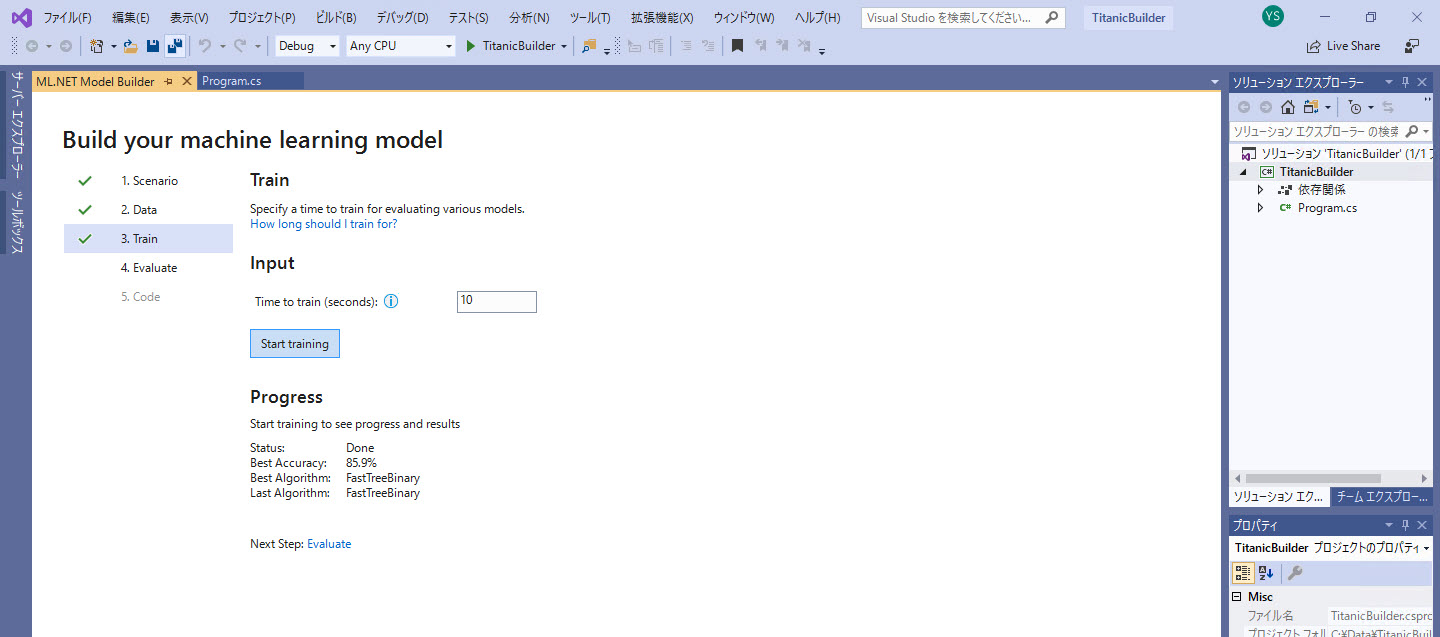 ファイル(F) 編集(E) 表示(V) プロジェクト(P) ビルド(B) デバッグ(D) テスト(S) 分析(N) ツール(T) 拡張機能(X) ウィンドウ(W) ヘルプ(H) Visual Studio を検索してください... TitanicBuilder YS
Debug Any CPU TitanicBuilder Live Share
サーバー エクスプローラー
ツールボックス
ML.NET Model Builder Program.cs
Build your machine learning model
1. Scenario
2. Data
3. Train
4. Evaluate
5. Code
Train
Specify a time to train for evaluating various models.
How long should I train for?
Input
Time to train (seconds): 10
Start training
Progress
Start training to see progress and results
Status: Done
Best Accuracy: 85.9%
Best Algorithm: FastTreeBinary
Last Algorithm: FastTreeBinary
Next Step: Evaluate
ソリューション エクスプローラー
ソリューション エクスプローラー の検索
ソリューション 'TitanicBuilder' (1/1
C# TitanicBuilder
依存関係
C# Program.cs
ソリューション エク... チーム エクスプロー...
プロパティ
TitanicBuilder プロジェクトのプロパティ
Misc
ファイル名 TitanicBuilder.cspro
プロジェクト フォル C:¥Data¥TitanicBuil